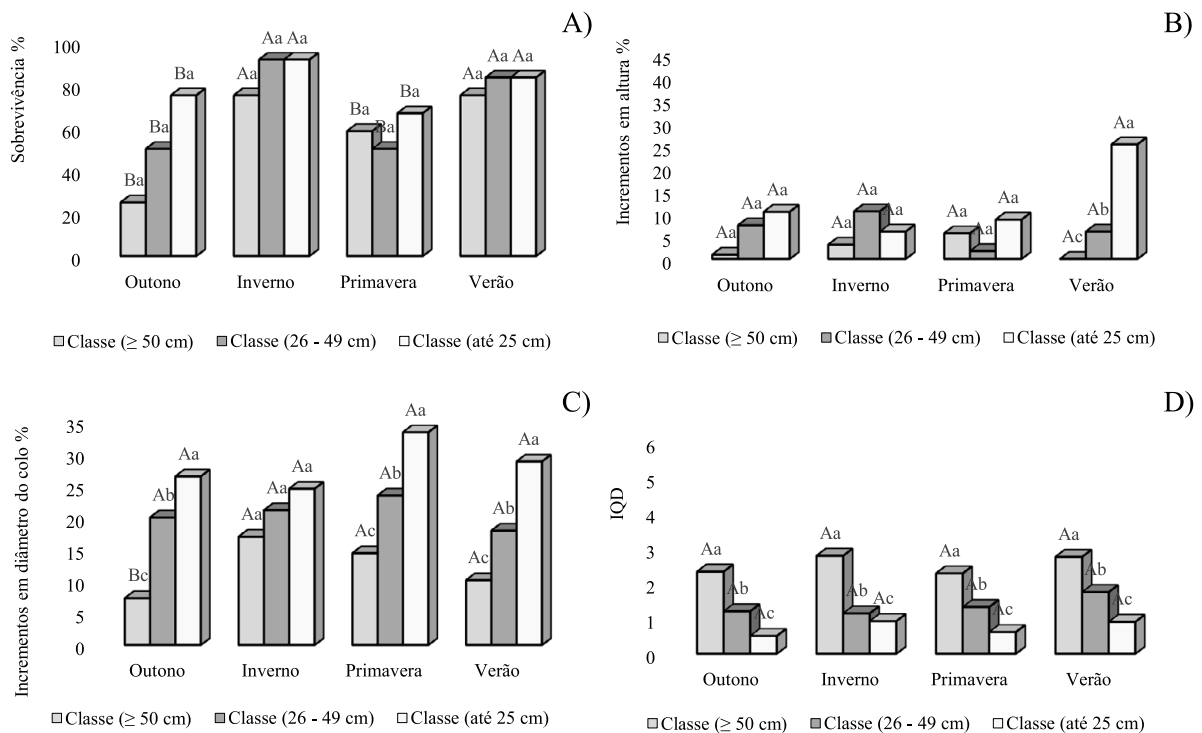 A)
Sobrevivência %
100
80
60
40
20
0
Ba
Ba
Ba
Aa
Aa
Aa
Ba
Ba
Ba
Aa
Aa
Aa
Outono
Inverno
Primavera
Verão
Classe (≥ 50 cm) Classe (26 - 49 cm) Classe (até 25 cm)
B)
Incrementos em altura %
45
40
35
30
25
20
15
10
5
0
Aa
Aa
Aa
Aa
Aa
Aa
Aa
Aa
Aa
Ac
Ab
Aa
Outono
Inverno
Primavera
Verão
Classe (≥ 50 cm) Classe (26 - 49 cm) Classe (até 25 cm)
C)
Incrementos em diâmetro do colo %
35
30
25
20
15
10
5
0
Bc
Ab
Aa
Aa
Aa
Aa
Ac
Ab
Aa
Ac
Ab
Aa
Outono
Inverno
Primavera
Verão
Classe (≥ 50 cm) Classe (26 - 49 cm) Classe (até 25 cm)
D)
IQD
6
5
4
3
2
1
0
Aa
Ab
Ac
Aa
Ab
Ac
Aa
Ab
Ac
Aa
Ab
Ac
Outono
Inverno
Primavera
Verão
Classe (≥ 50 cm) Classe (26 - 49 cm) Classe (até 25 cm)